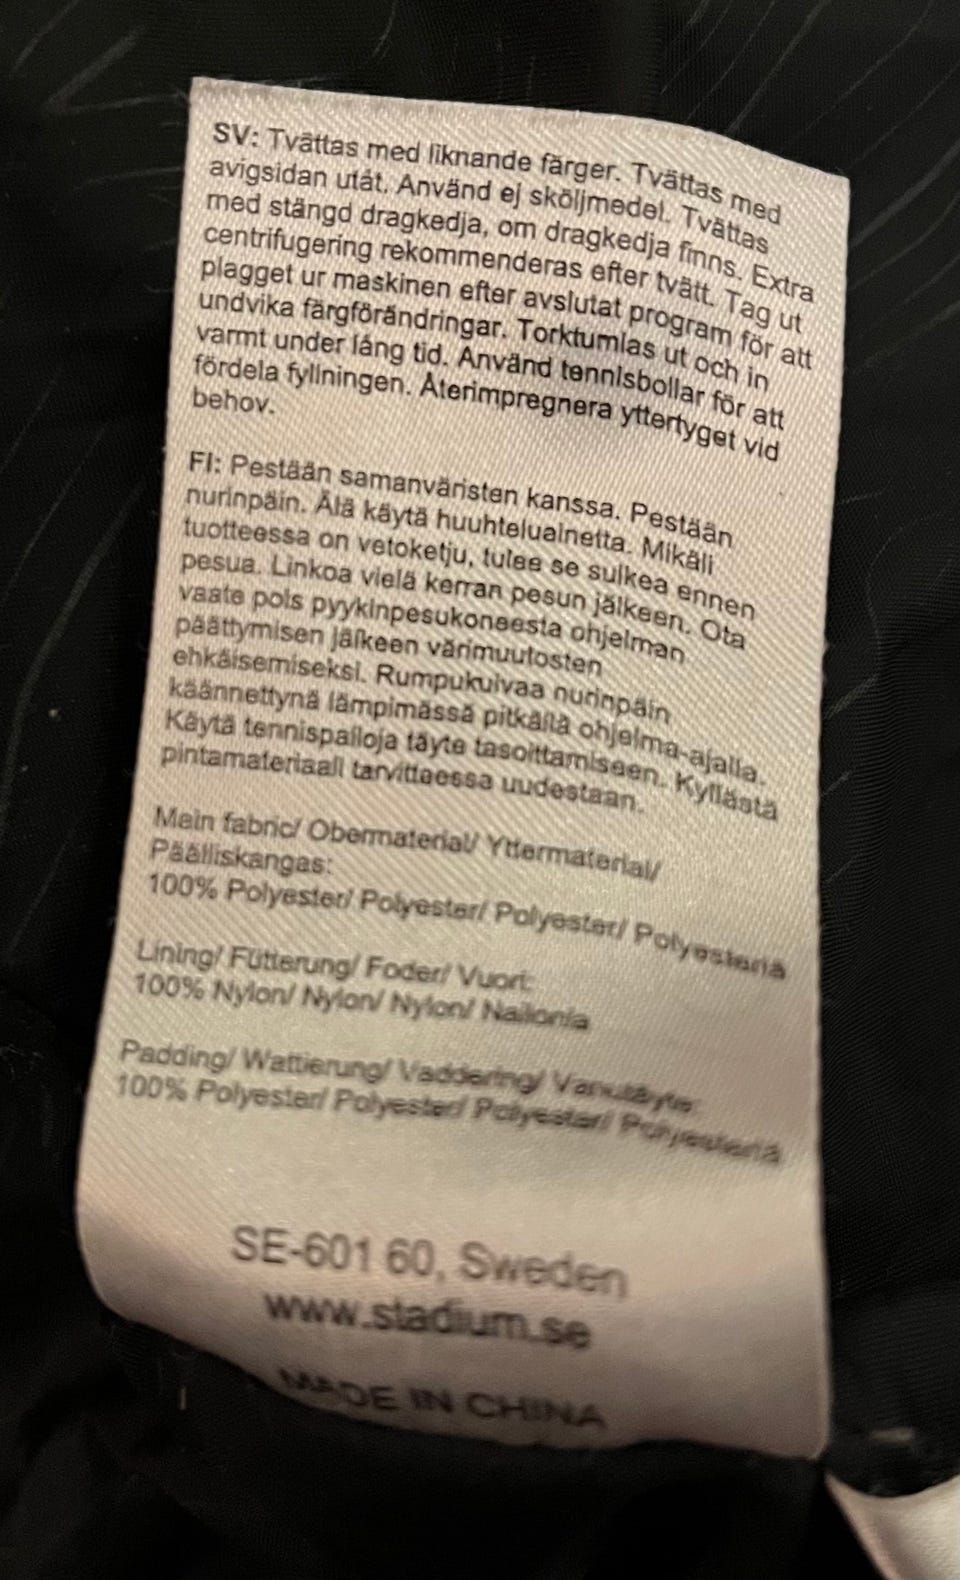 SV: Tvättas med liknande färger. Tvättas med
avigsidan utåt. Använd ej sköljmedel. Tvättas
med stängd dragkedja, om dragkedja finns. Extra
centrifugering rekommenderas efter tvätt. Tag ut
plagget ur maskinen efter avslutat program för att
undvika färgförändringar. Torktumlas ut och in
varmt under lång tid. Använd tennisbollar för att
fördela fyllningen. Återimpregnera yttertyget vid
behov.
FI: Pestään samanväristen kanssa. Pestään
nurinpäin. Älä käytä huuhteluainetta. Mikäli
tuotteessa on vetoketju, tulee se sulkea ennen
pesua. Linkoa vielä kerran pesun jälkeen. Ota
vaate pois pyykinpesukoneesta ohjelman
päättymisen jälkeen värimuutosten
ehkäisemiseksi. Rumpukuivaa nurinpäin
käännettynä lämpimässä pitkällä ohjelma-ajalla.
Käytä tennispalloja täyte tasoittamiseen. Kyllästä
pintamateriaali tarvittaessa uudestaan.
Main fabric/ Obermaterial/ Yttermaterial/
Päälliskangas:
100% Polyester/ Polyester/ Polyester/ Polyesteriä
Lining/ Fütterung/ Foder/ Vuori:
100% Nylon/ Nylon/ Nylon/ Nailonia
Padding/ Wattierung/ Vaddering/ Vanutäyte:
100% Polyester/ Polyester/ Polyester/ Polyesteriä
SE-601 60, Sweden
www.stadium.se
MADE IN CHINA